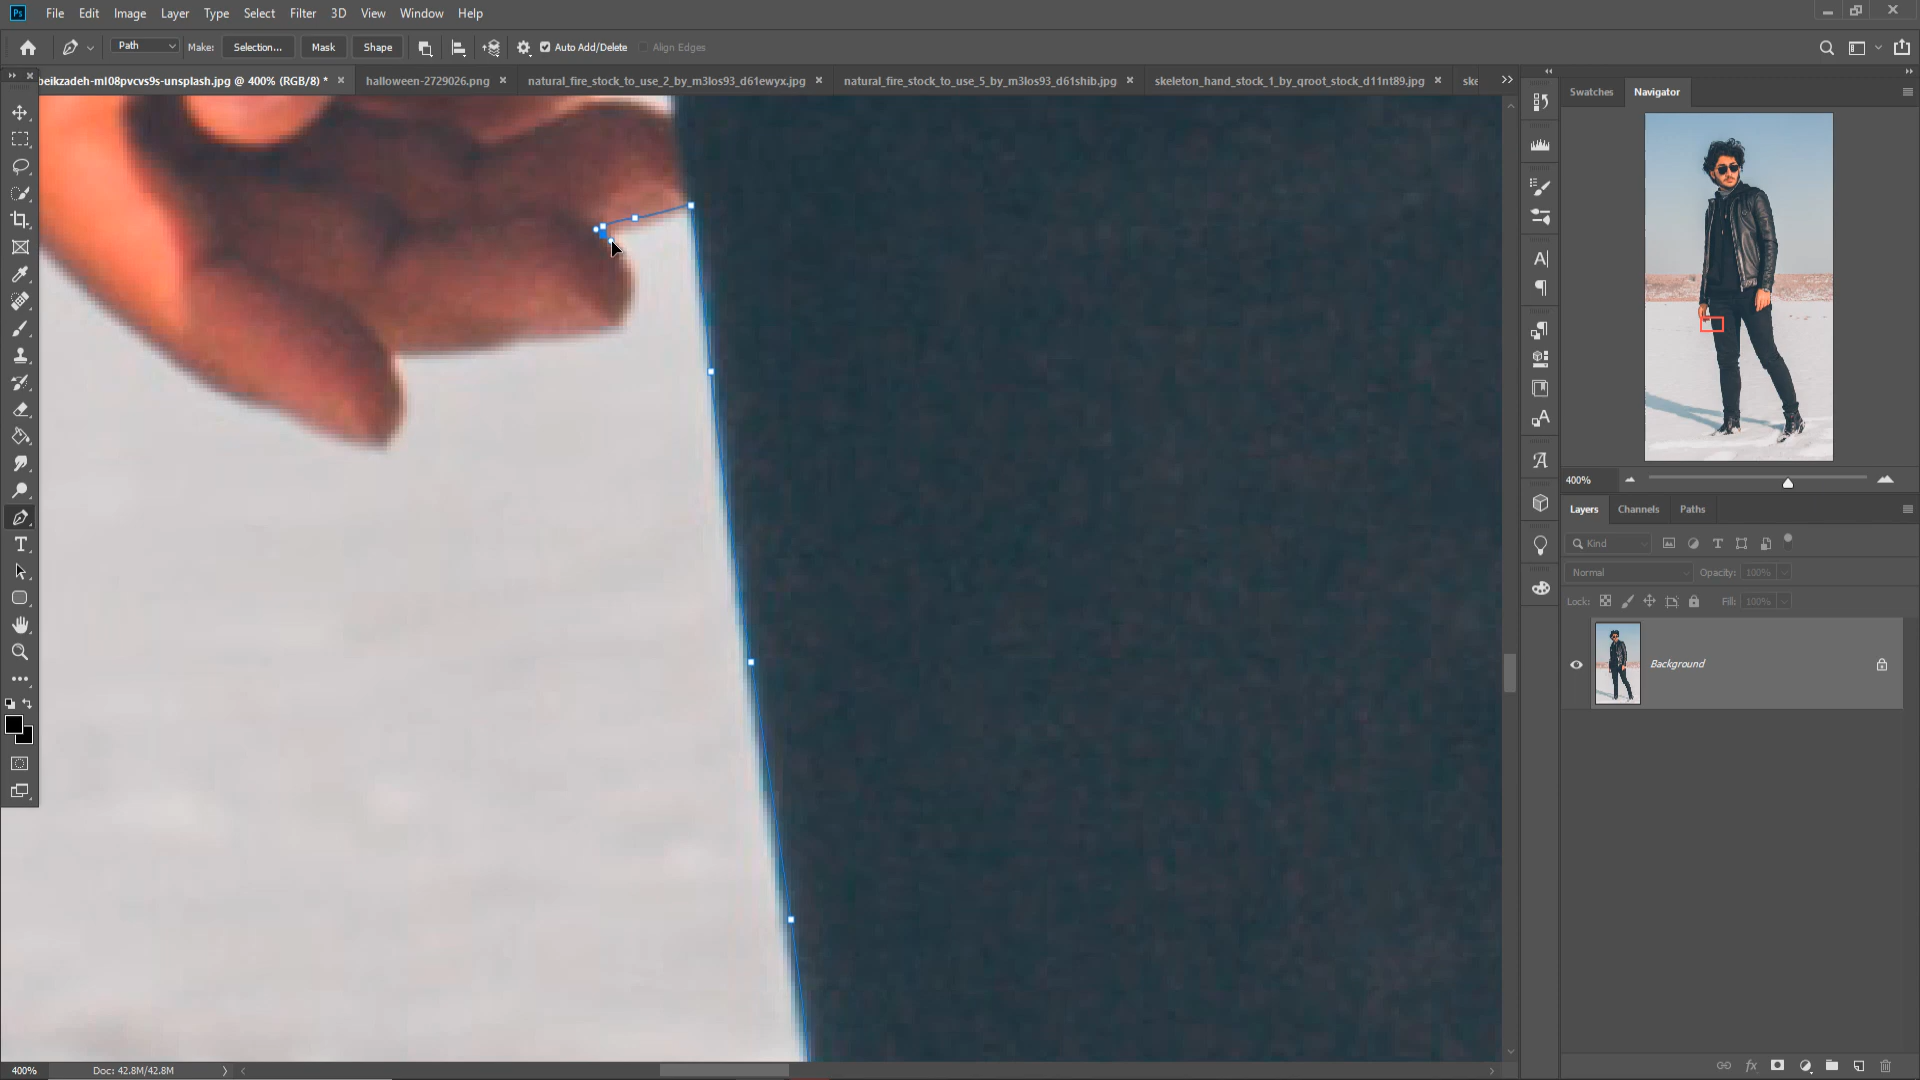 Ps File Edit Image Layer Type Select Filter 3D View Window Help
Path Make: Selection... Mask Shape Auto Add/Delete Align Edges
beikzadeh-ml08pvcvs9s-unsplash.jpg @ 400% (RGB/8) * halloween-2729026.png natural_fire_stock_to_use_2_by_m3los93_d61ewyx.jpg natural_fire_stock_to_use_5_by_m3los93_d61shib.jpg skeleton_hand_stock_1_by_qroot_stock_d11nt89.jpg ske
Swatches Navigator
400%
Layers Channels Paths
Kind
Normal Opacity: 100%
Lock: Fill: 100%
Background
400% Doc: 42.8M/42.8M